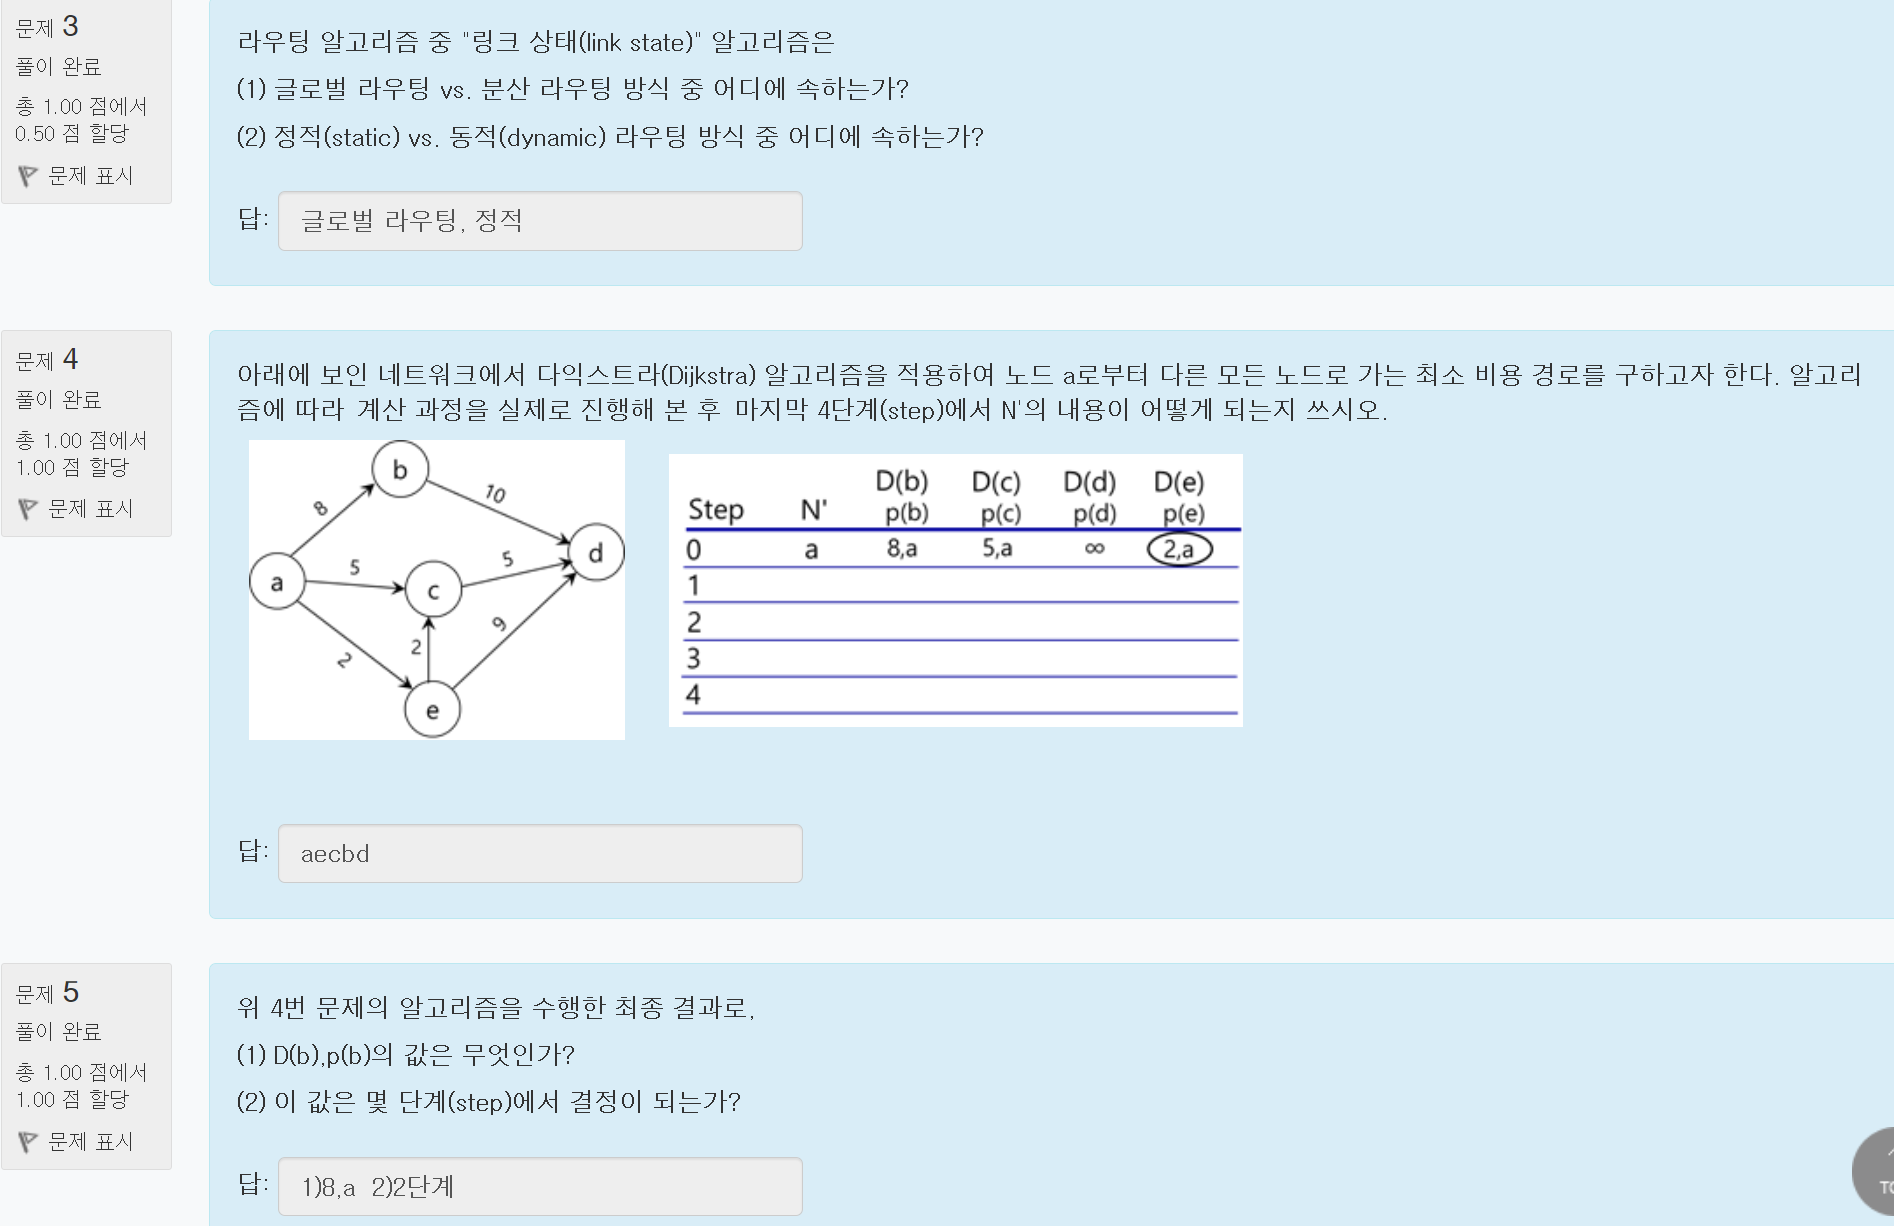 문제 3
풀이 완료
총 1.00 점에서
0.50 점 할당
문제 표시
라우팅 알고리즘 중 "링크 상태(link state)" 알고리즘은
(1) 글로벌 라우팅 vs. 분산 라우팅 방식 중 어디에 속하는가?
(2) 정적(static) vs. 동적(dynamic) 라우팅 방식 중 어디에 속하는가?
답: 글로벌 라우팅, 정적
문제 4
풀이 완료
총 1.00 점에서
1.00 점 할당
문제 표시
아래에 보인 네트워크에서 다익스트라(Dijkstra) 알고리즘을 적용하여 노드 a로부터 다른 모든 노드로 가는 최소 비용 경로를 구하고자 한다. 알고리
즘에 따라 계산 과정을 실제로 진행해 본 후 마지막 4단계(step)에서 N'의 내용이 어떻게 되는지 쓰시오.
b
8
10
a
5
c
5
d
2
2
9
e
D(b) D(c) D(d) D(e)
Step N' p(b) p(c) p(d) p(e)
0 a 8,a 5,a ∞ 2,a
1
2
3
4
답: aecbd
문제 5
풀이 완료
총 1.00 점에서
1.00 점 할당
문제 표시
위 4번 문제의 알고리즘을 수행한 최종 결과로,
(1) D(b),p(b)의 값은 무엇인가?
(2) 이 값은 몇 단계(step)에서 결정이 되는가?
답: 1)8,a 2)2단계